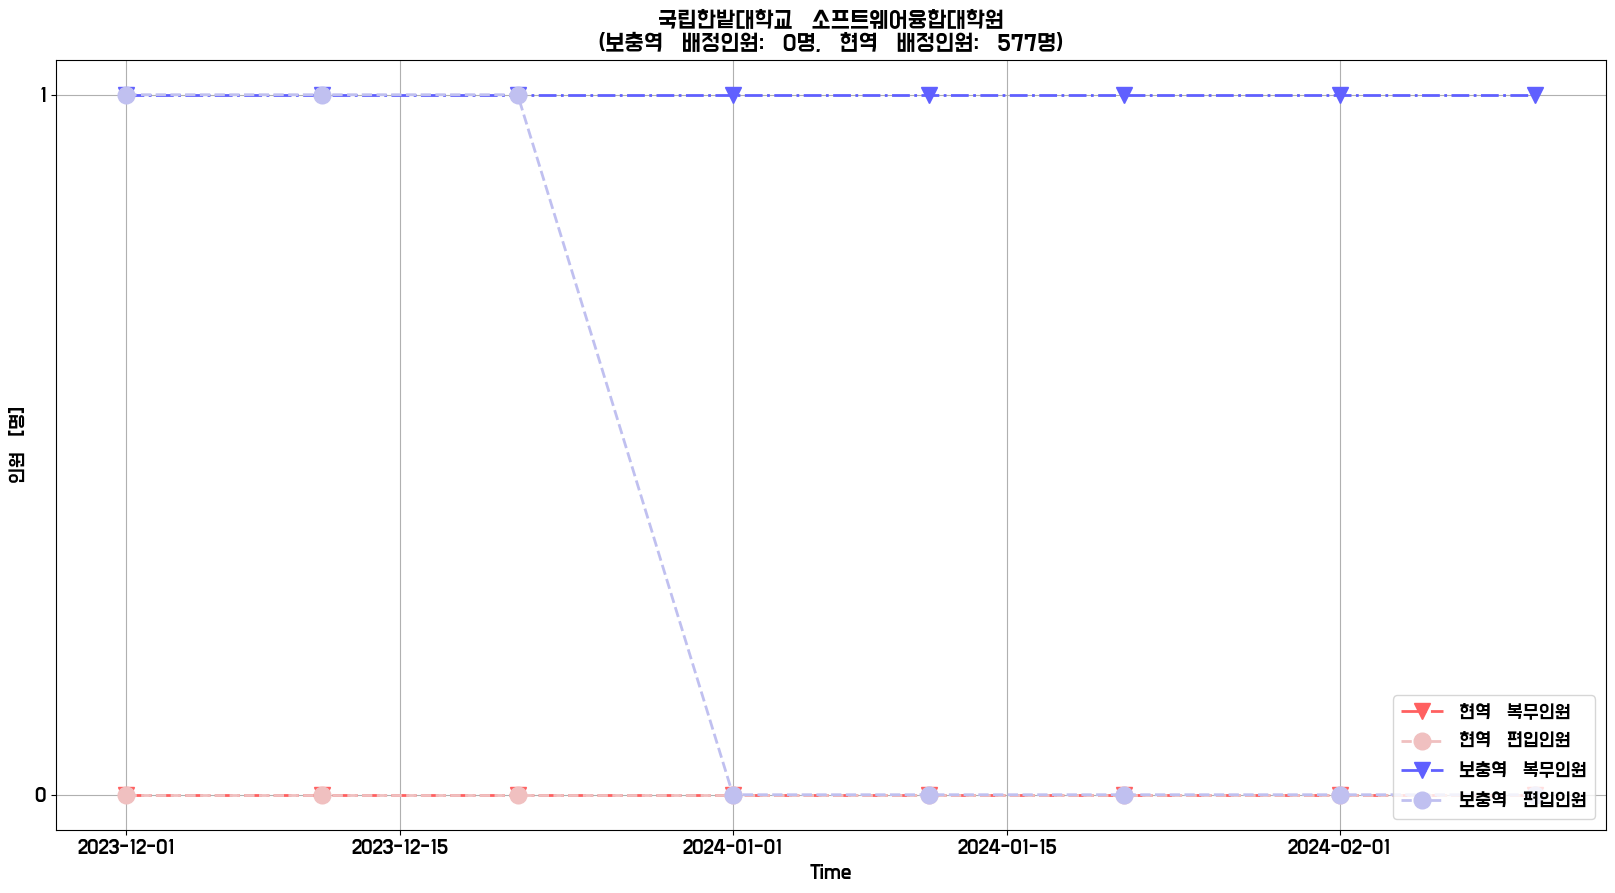 국립한밭대학교 소프트웨어융합대학원
(보충역 배정인원: 0명, 현역 배정인원: 577명)
1
인원 [명]
0
현역 복무인원
현역 편입인원
보충역 복무인원
보충역 편입인원
2023-12-01 2023-12-15 2024-01-01 2024-01-15 2024-02-01
Time